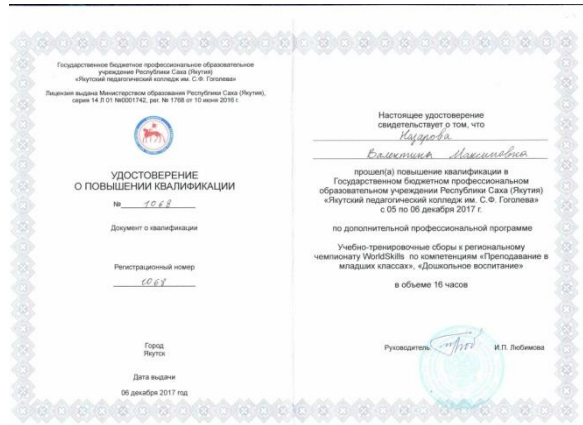 Государственное бюджетное профессиональное образовательное
учреждение Республики Саха (Якутия)
«Якутский педагогический колледж им. С.Ф. Гоголева»
Лицензия выдана Министерством образования Республики Саха (Якутия),
серия 14 Л 01 №0001742, рег. № 1768 от 10 июня 2016 г.
УДОСТОВЕРЕНИЕ
О ПОВЫШЕНИИ КВАЛИФИКАЦИИ
№ 1068
Документ о квалификации
Регистрационный номер
1068
Город
Якутск
Дата выдачи
06 декабря 2017 год
Настоящее удостоверение
свидетельствует о том, что
Назарова
Валентина Максимовна
прошел(а) повышение квалификации в
Государственном бюджетном профессиональном
образовательном учреждении Республики Саха (Якутия)
«Якутский педагогический колледж им. С.Ф. Гоголева»
с 05 по 06 декабря 2017 г.
по дополнительной профессиональной программе
Учебно-тренировочные сборы к региональному
чемпионату WorldSkills по компетенциям «Преподавание в
младших классах», «Дошкольное воспитание»
в объеме 16 часов
Руководитель И.П. Любимова